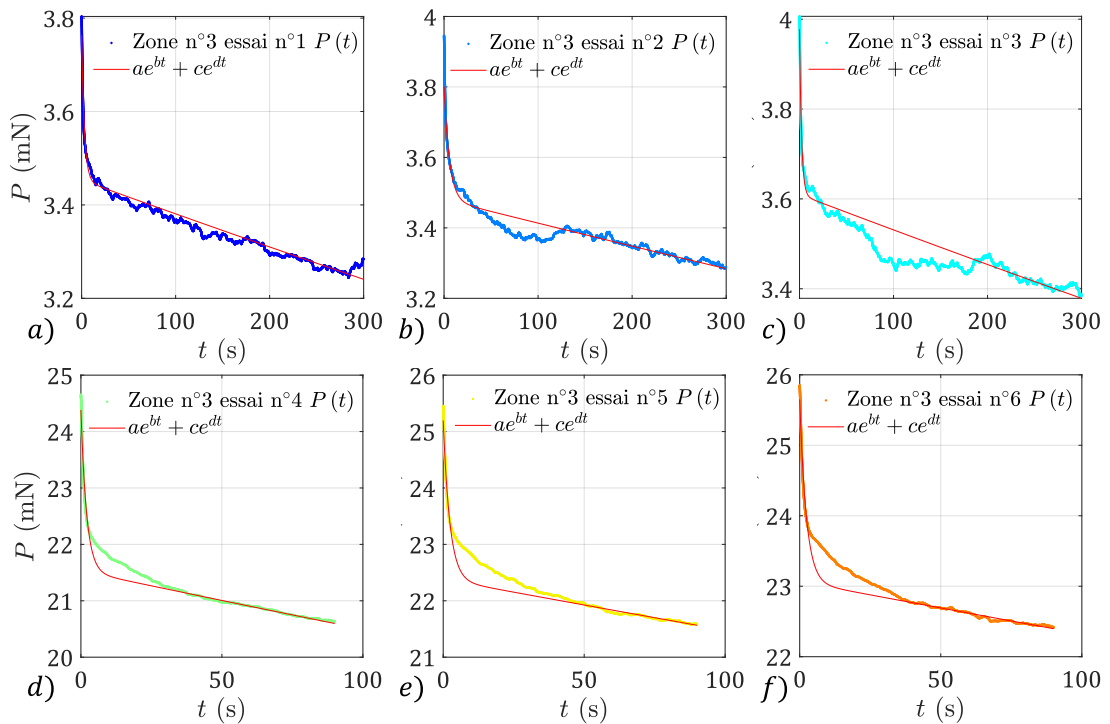 3.8
3.6
3.4
3.2
P (mN)
Zone n°3 essai n°1 P (t)
ae^{bt} + ce^{dt}
0 100 200 300
a) t (s)
4
3.8
3.6
3.4
3.2
Zone n°3 essai n°2 P (t)
ae^{bt} + ce^{dt}
0 100 200 300
b) t (s)
4
3.8
3.6
3.4
Zone n°3 essai n°3 P (t)
ae^{bt} + ce^{dt}
0 100 200 300
c) t (s)
25
24
23
22
21
20
P (mN)
Zone n°3 essai n°4 P (t)
ae^{bt} + ce^{dt}
0 50 100
d) t (s)
26
25
24
23
22
21
Zone n°3 essai n°5 P (t)
ae^{bt} + ce^{dt}
0 50 100
e) t (s)
26
25
24
23
22
Zone n°3 essai n°6 P (t)
ae^{bt} + ce^{dt}
0 50 100
f) t (s)